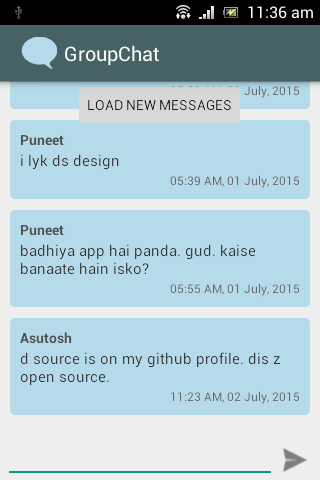 11:36 am
GroupChat
, 2015
LOAD NEW MESSAGES
Puneet
i lyk ds design
05:39 AM, 01 July, 2015
Puneet
badhiya app hai panda. gud. kaise
banaate hain isko?
05:55 AM, 01 July, 2015
Asutosh
d source is on my github profile. dis z
open source.
11:23 AM, 02 July, 2015